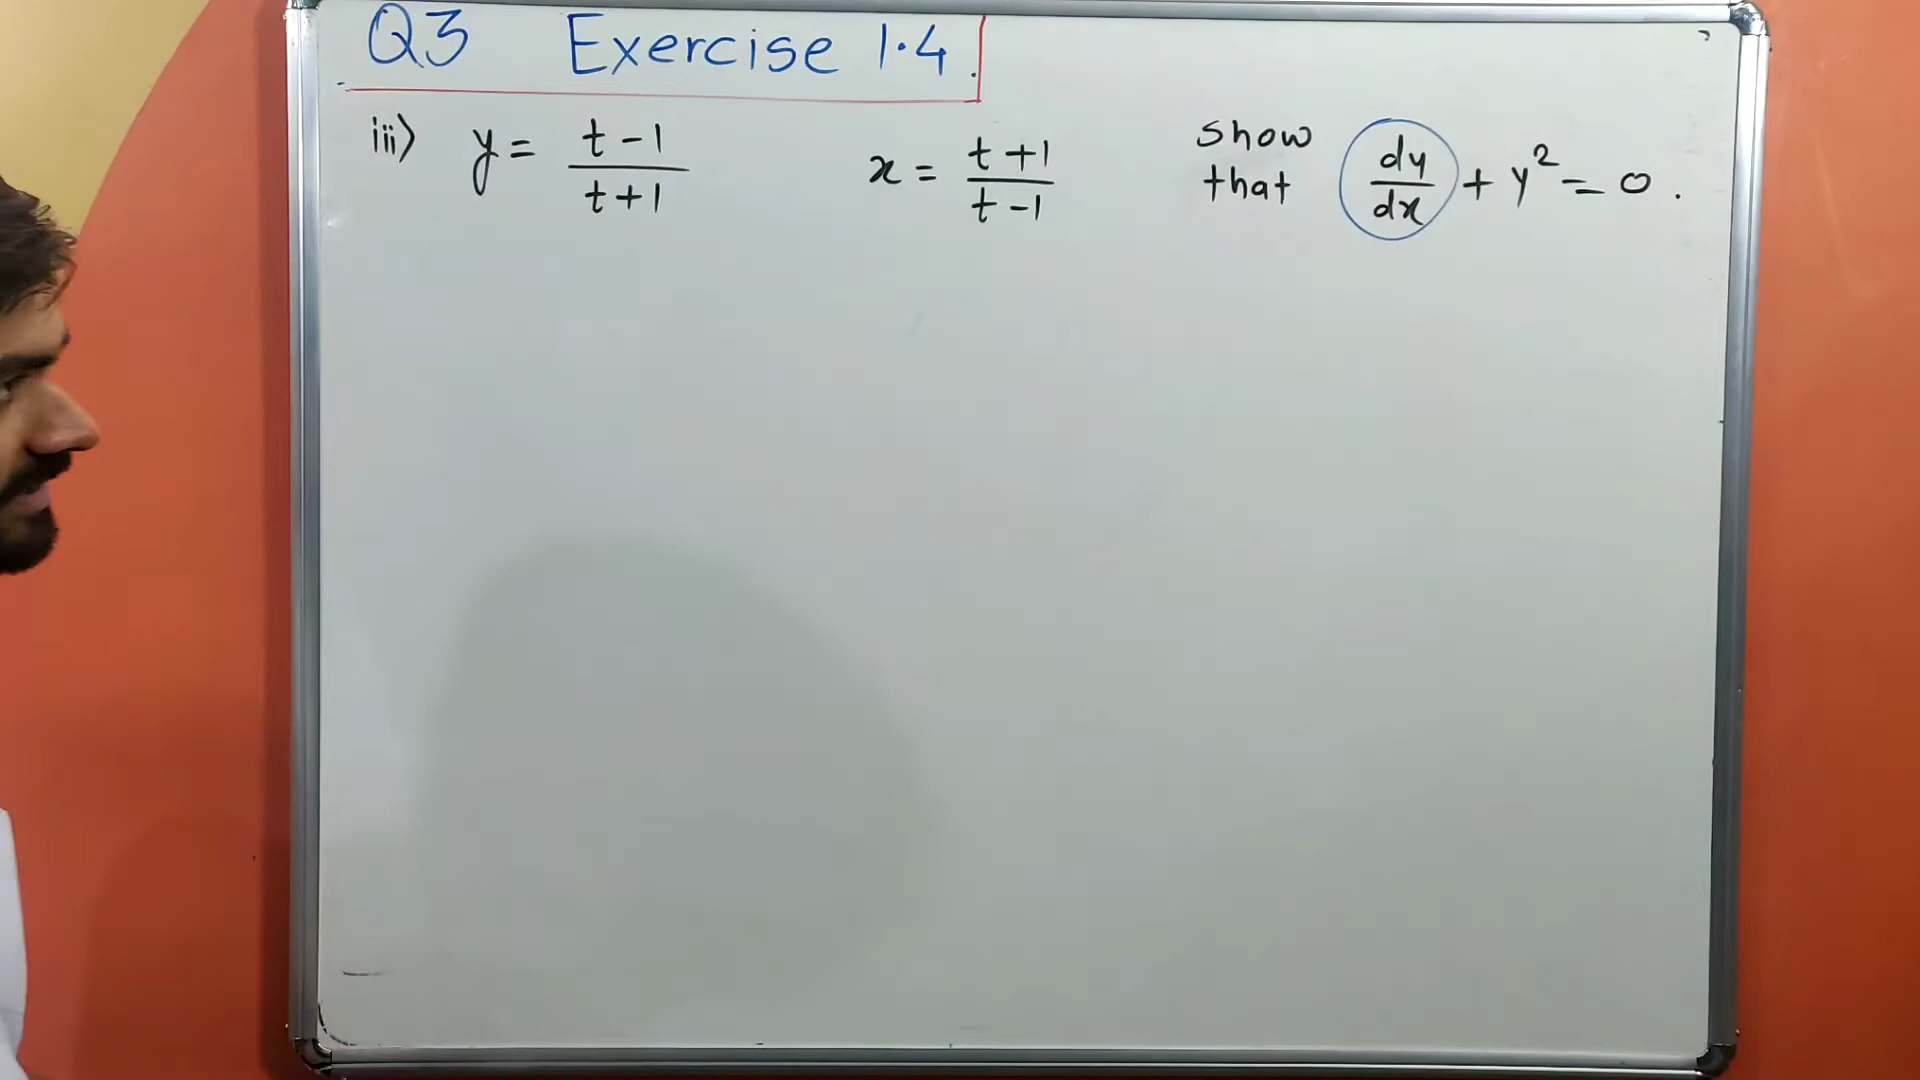 Q3 Exercise 1.4.
iii) y = (t - 1)/(t + 1)   x = (t + 1)/(t - 1)   show that dy/dx + y² = 0.